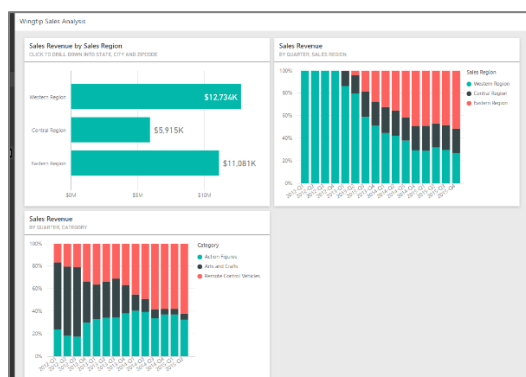 Wingtip Sales Analysis
Sales Revenue by Sales Region
CLICK TO DRILL DOWN INTO STATE, CITY AND ZIPCODE
Western Region
$12,734K
Central Region
$5,915K
Eastern Region
$11,081K
$0M
$5M
$10M
Sales Revenue
BY QUARTER, SALES REGION
100%
80%
60%
40%
20%
0%
Sales Region
Western Region
Central Region
Eastern Region
Sales Revenue
BY QUARTER, CATEGORY
100%
80%
60%
40%
20%
0%
Category
Action Figures
Arts and Crafts
Remote Control Vehicles